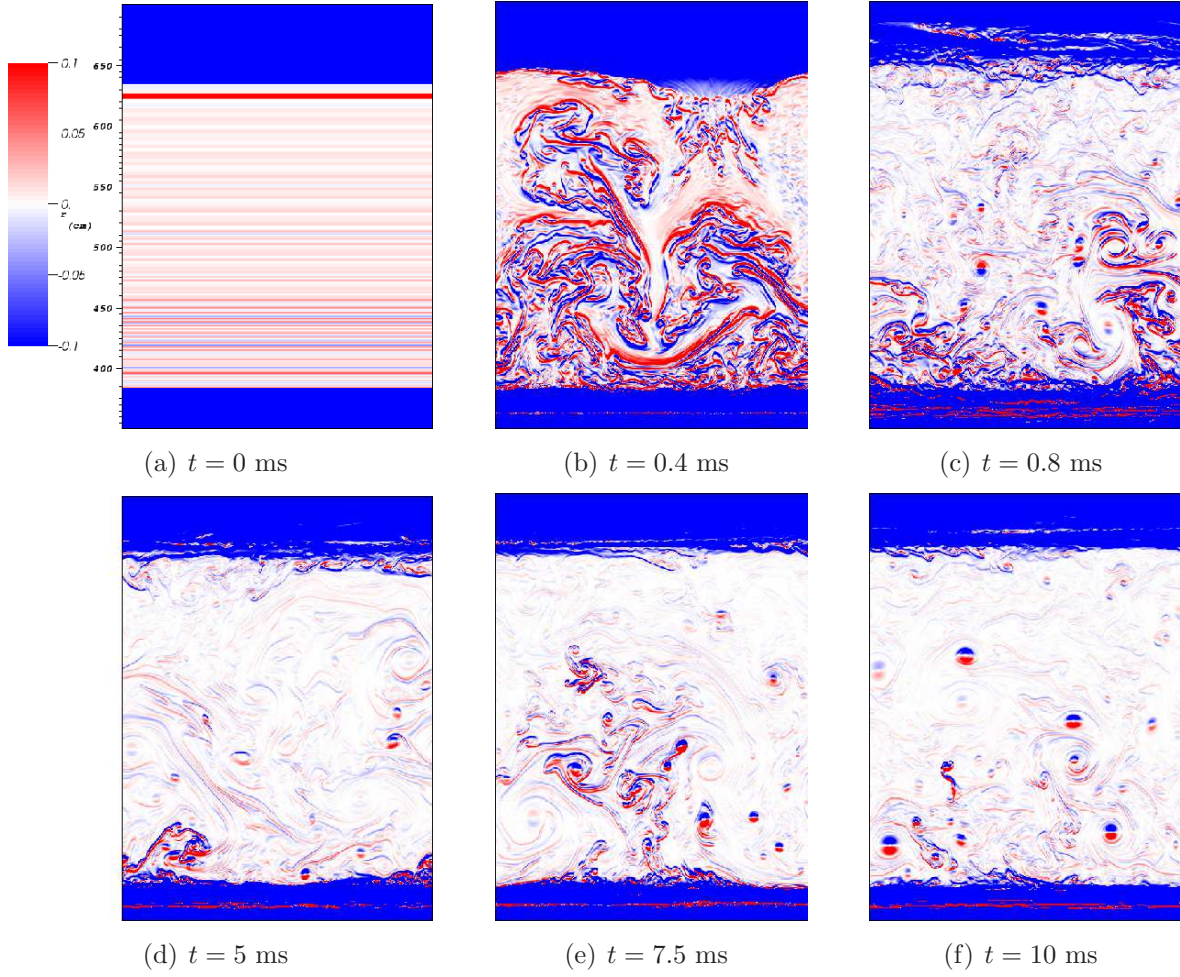 0.1
0.05
0.
r
(cm)
-0.05
-0.1
650
600
550
500
450
400
(a) t = 0 ms
(b) t = 0.4 ms
(c) t = 0.8 ms
(d) t = 5 ms
(e) t = 7.5 ms
(f) t = 10 ms